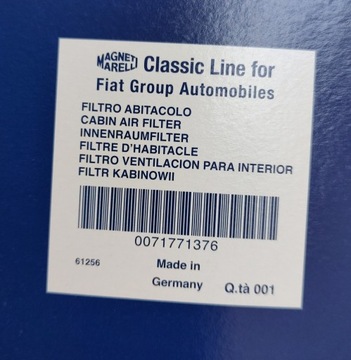 MAGNETI MARELLI Classic Line for
Fiat Group Automobiles
FILTRO ABITACOLO
CABIN AIR FILTER
INNENRAUMFILTER
FILTRE D'HABITACLE
FILTRO VENTILACION PARA INTERIOR
FILTR KABINOWII
0071771376
61256 Made in
Germany Q.tà 001